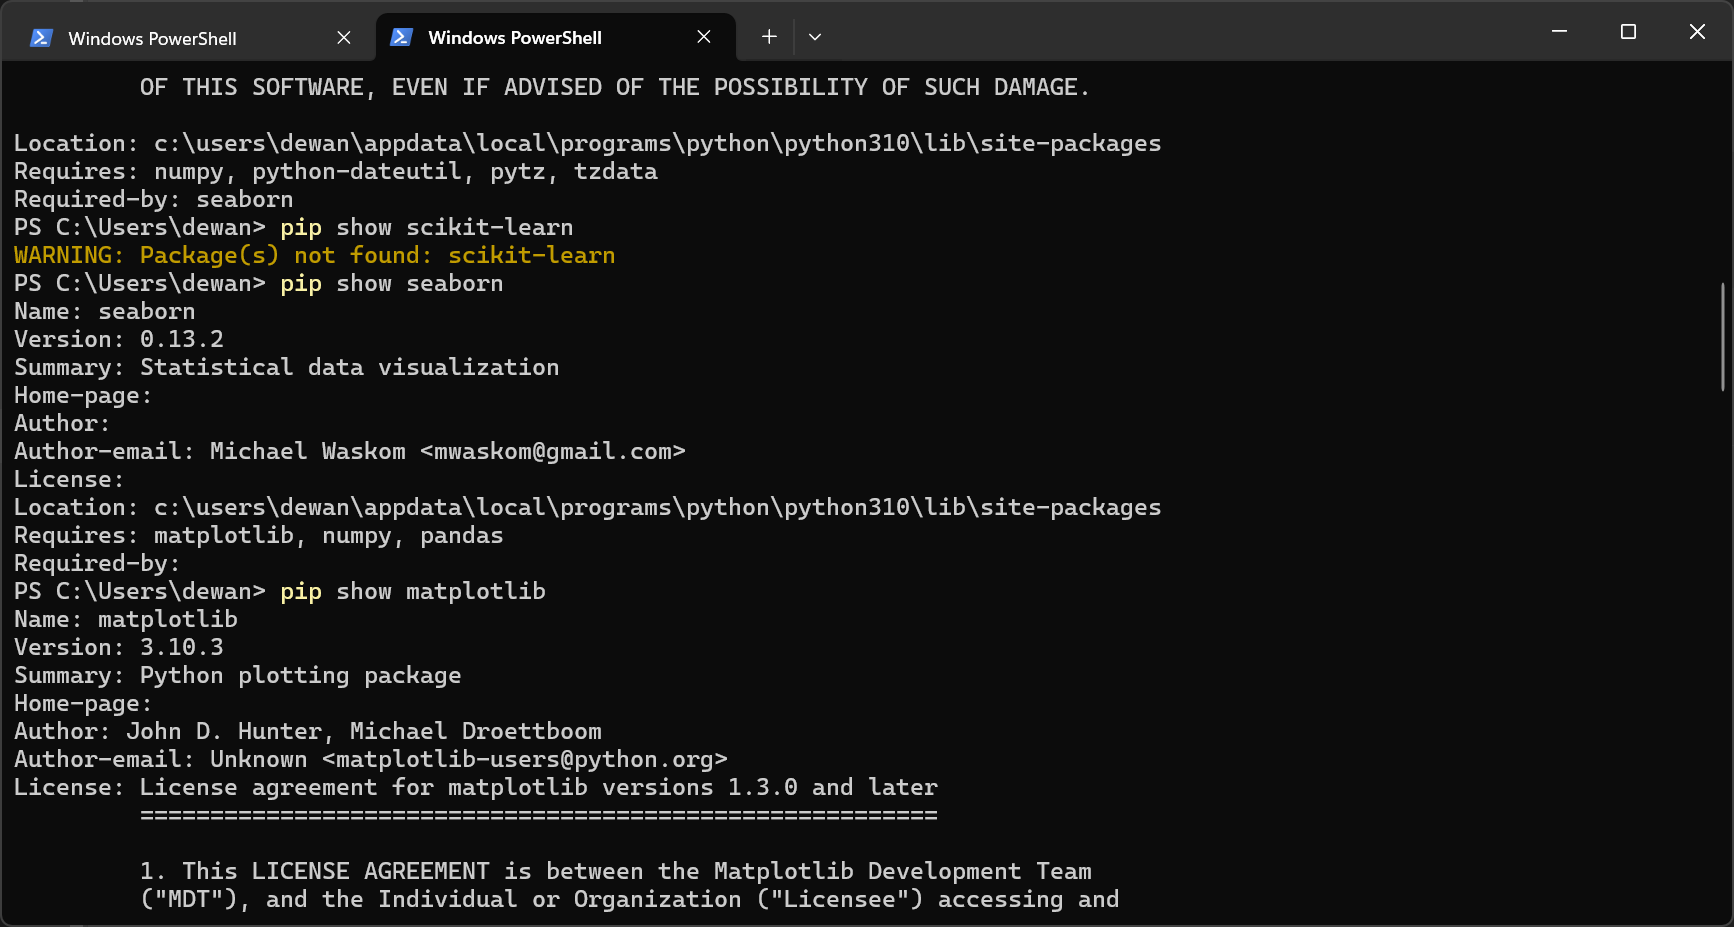 Windows PowerShell
Windows PowerShell
OF THIS SOFTWARE, EVEN IF ADVISED OF THE POSSIBILITY OF SUCH DAMAGE.
Location: c:\users\dewan\appdata\local\programs\python\python310\lib\site-packages
Requires: numpy, python-dateutil, pytz, tzdata
Required-by: seaborn
PS C:\Users\dewan> pip show scikit-learn
WARNING: Package(s) not found: scikit-learn
PS C:\Users\dewan> pip show seaborn
Name: seaborn
Version: 0.13.2
Summary: Statistical data visualization
Home-page:
Author:
Author-email: Michael Waskom <mwaskom@gmail.com>
License:
Location: c:\users\dewan\appdata\local\programs\python\python310\lib\site-packages
Requires: matplotlib, numpy, pandas
Required-by:
PS C:\Users\dewan> pip show matplotlib
Name: matplotlib
Version: 3.10.3
Summary: Python plotting package
Home-page:
Author: John D. Hunter, Michael Droettboom
Author-email: Unknown <matplotlib-users@python.org>
License: License agreement for matplotlib versions 1.3.0 and later
=========================================================
1. This LICENSE AGREEMENT is between the Matplotlib Development Team
("MDT"), and the Individual or Organization ("Licensee") accessing and